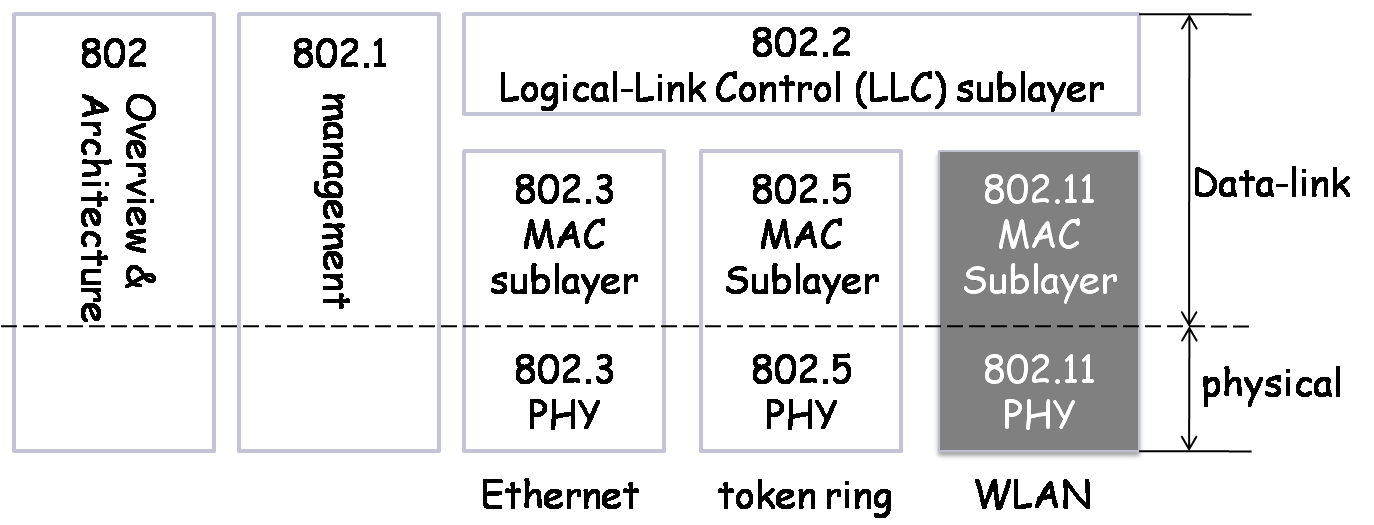 802
Overview &
Architecture
802.1
management
802.2
Logical-Link Control (LLC) sublayer
802.3
MAC
sublayer
802.5
MAC
Sublayer
802.11
MAC
Sublayer
Data-link
802.3
PHY
802.5
PHY
802.11
PHY
physical
Ethernet
token ring
WLAN